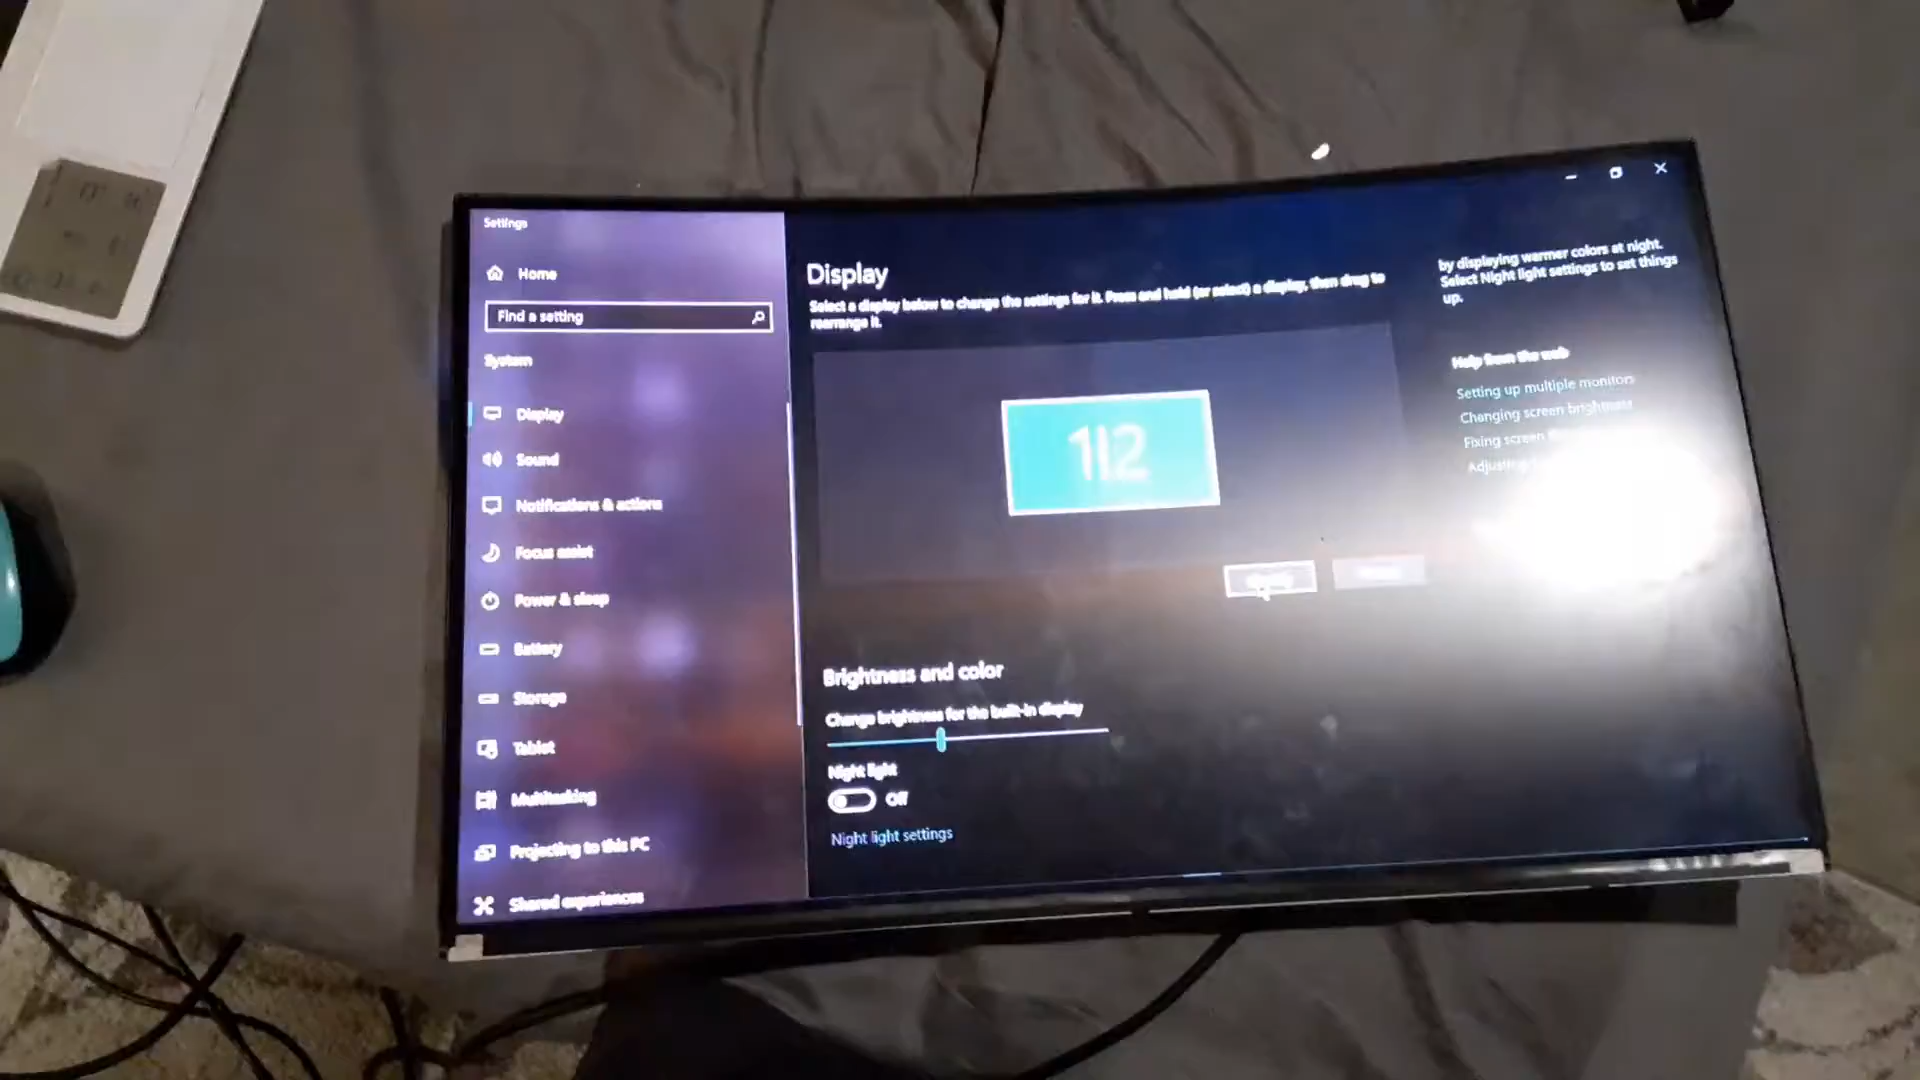 Settings
Home
Find a setting
System
Display
Sound
Notifications & actions
Focus assist
Power & sleep
Battery
Storage
Tablet
Multitasking
Projecting to this PC
Shared experiences
Display
Select a display below to change the settings for it. Press and hold (or select) a display, then drag to
rearrange it.
1|2
Brightness and color
Change brightness for the built-in display
Night light
Off
Night light settings
by displaying warmer colors at night.
Select Night light settings to set things
up.
Help from the web
Setting up multiple monitors
Changing screen brightness
Fixing screen